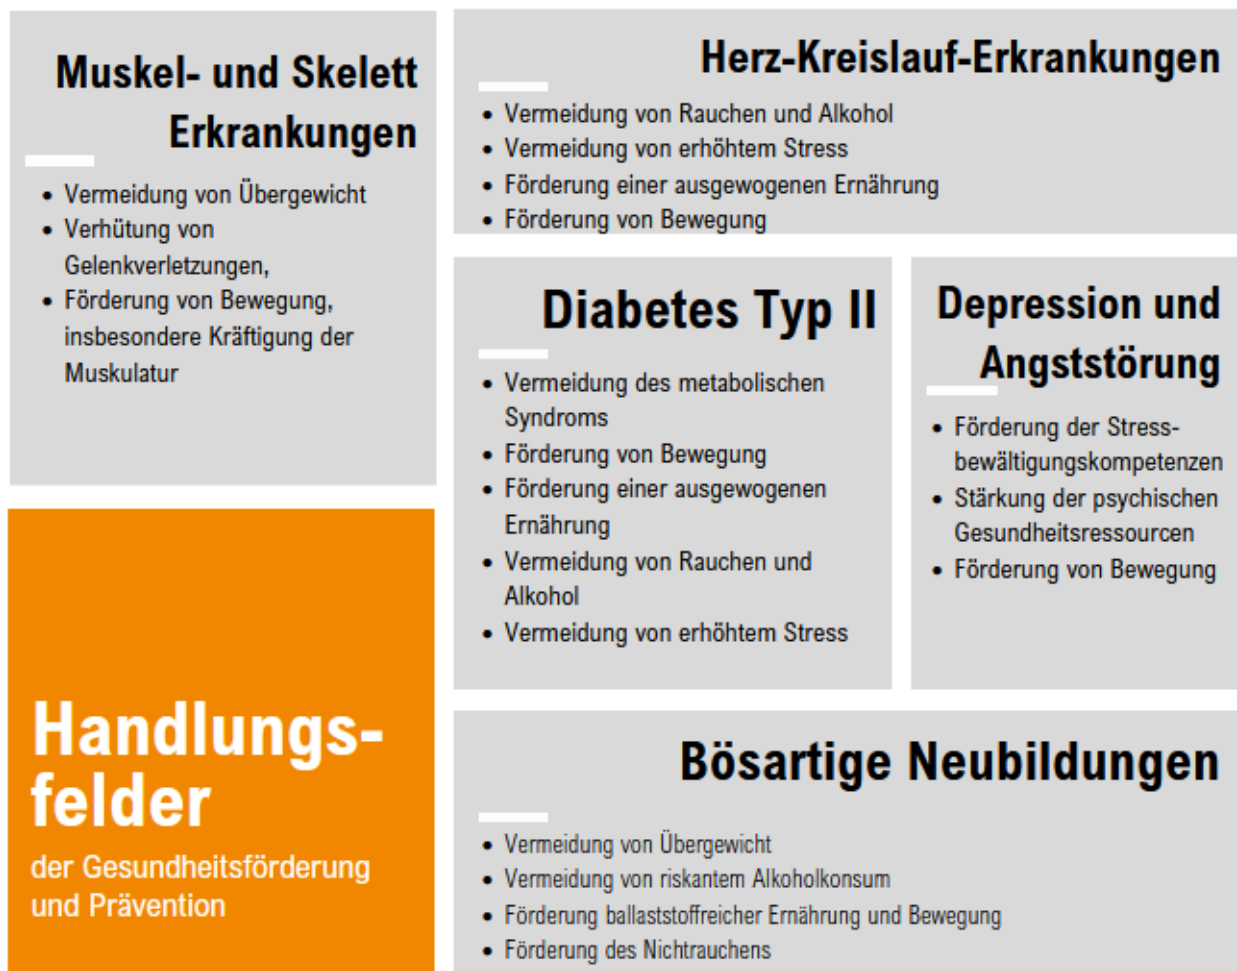 Muskel- und Skelett
Erkrankungen
• Vermeidung von Übergewicht
• Verhütung von
Gelenkverletzungen,
• Förderung von Bewegung,
insbesondere Kräftigung der
Muskulatur
Herz-Kreislauf-Erkrankungen
• Vermeidung von Rauchen und Alkohol
• Vermeidung von erhöhtem Stress
• Förderung einer ausgewogenen Ernährung
• Förderung von Bewegung
Diabetes Typ II
• Vermeidung des metabolischen
Syndroms
• Förderung von Bewegung
• Förderung einer ausgewogenen
Ernährung
• Vermeidung von Rauchen und
Alkohol
• Vermeidung von erhöhtem Stress
Depression und
Angststörung
• Förderung der Stress-
bewältigungskompetenzen
• Stärkung der psychischen
Gesundheitsressourcen
• Förderung von Bewegung
Handlungs-
felder
der Gesundheitsförderung
und Prävention
Bösartige Neubildungen
• Vermeidung von Übergewicht
• Vermeidung von riskantem Alkoholkonsum
• Förderung ballaststoffreicher Ernährung und Bewegung
• Förderung des Nichtrauchens